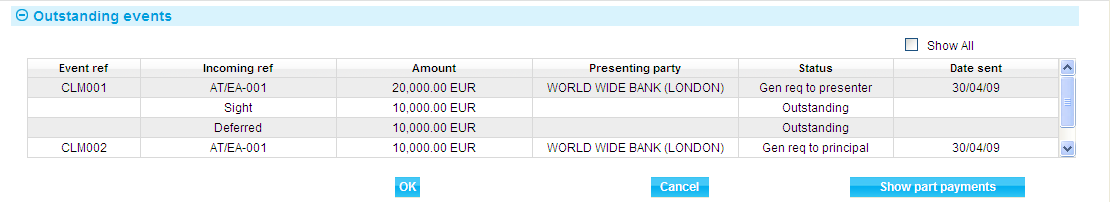 Outstanding events
Show All
Event ref Incoming ref Amount Presenting party Status Date sent
CLM001 AT/EA-001 20,000.00 EUR WORLD WIDE BANK (LONDON) Gen req to presenter 30/04/09
Sight 10,000.00 EUR Outstanding
Deferred 10,000.00 EUR Outstanding
CLM002 AT/EA-001 10,000.00 EUR WORLD WIDE BANK (LONDON) Gen req to principal 30/04/09
OK Cancel Show part payments